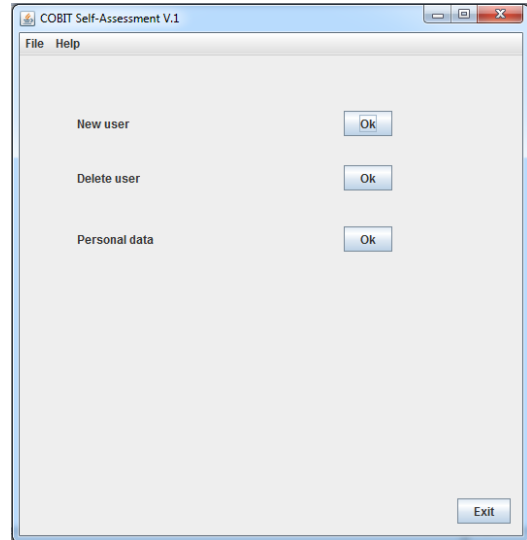 COBIT Self-Assessment V.1
File Help
New user Ok
Delete user Ok
Personal data Ok
Exit